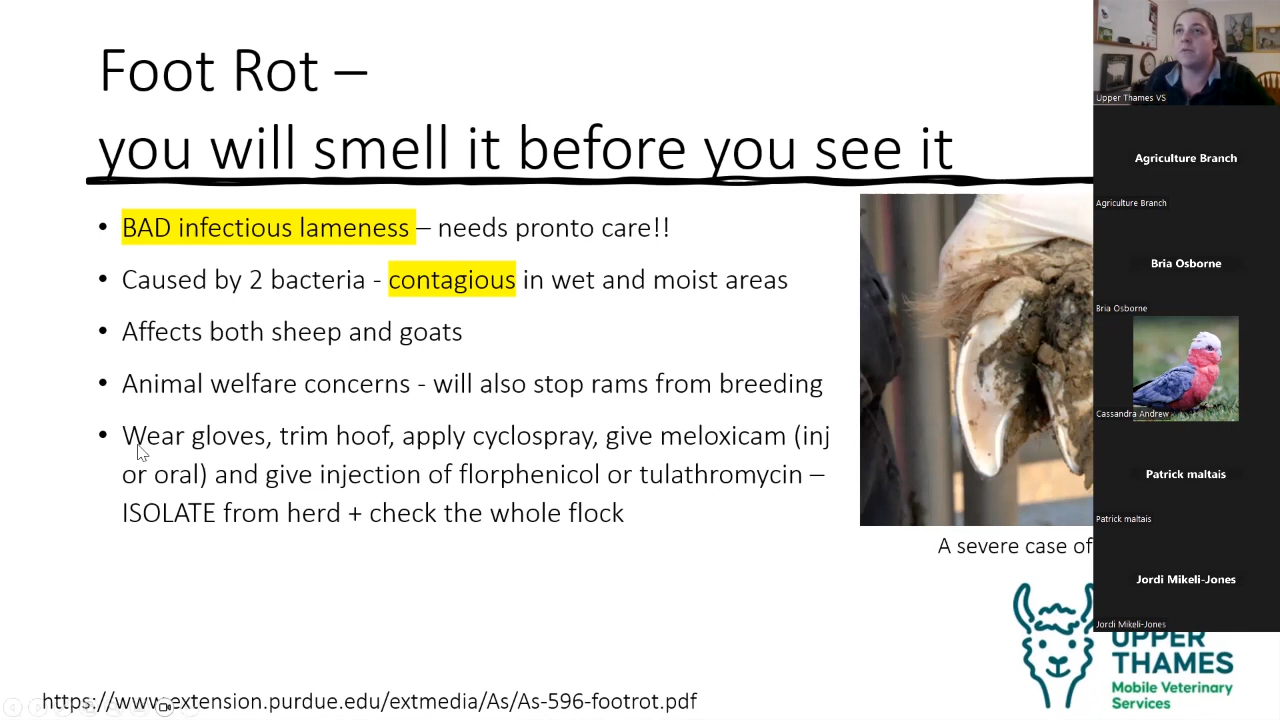 Foot Rot –
you will smell it before you see it
• BAD infectious lameness – needs pronto care!!
• Caused by 2 bacteria - contagious in wet and moist areas
• Affects both sheep and goats
• Animal welfare concerns - will also stop rams from breeding
• Wear gloves, trim hoof, apply cyclospray, give meloxicam (inj
or oral) and give injection of florphenicol or tulathromycin –
ISOLATE from herd + check the whole flock
A severe case of
https://www.extension.purdue.edu/extmedia/As/As-596-footrot.pdf
Upper Thames VS
Agriculture Branch
Agriculture Branch
Bria Osborne
Bria Osborne
Cassandra Andrew
Patrick maltais
Patrick maltais
Jordi Mikeli-Jones
Jordi Mikeli-Jones
UPPER
THAMES
Mobile Veterinary
Services